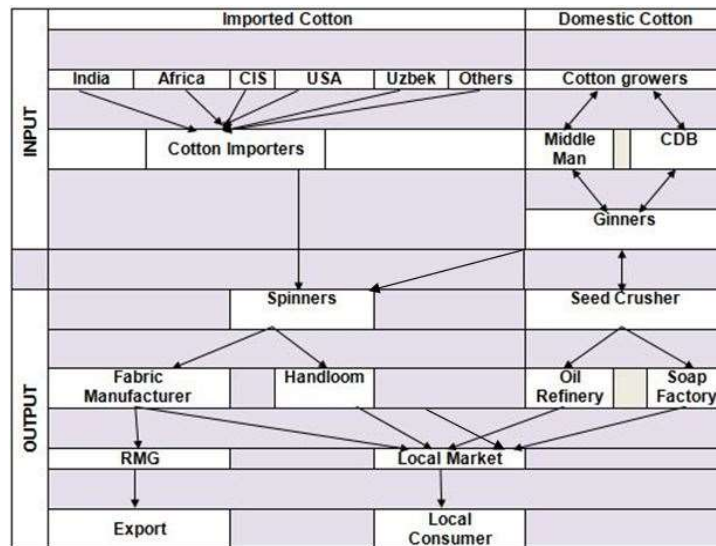 Imported Cotton
Domestic Cotton
INPUT
India
Africa
CIS
USA
Uzbek
Others
Cotton growers
Cotton Importers
Middle
Man
CDB
Ginners
OUTPUT
Spinners
Seed Crusher
Fabric
Manufacturer
Handloom
Oil
Refinery
Soap
Factory
RMG
Local Market
Export
Local
Consumer